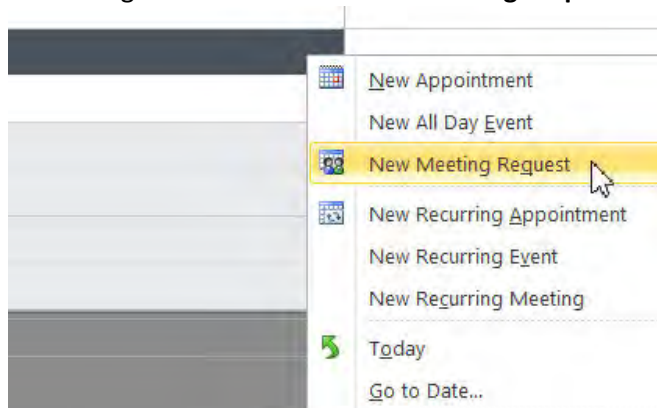 New Appointment
New All Day Event
New Meeting Request
New Recurring Appointment
New Recurring Event
New Recurring Meeting
Today
Go to Date...